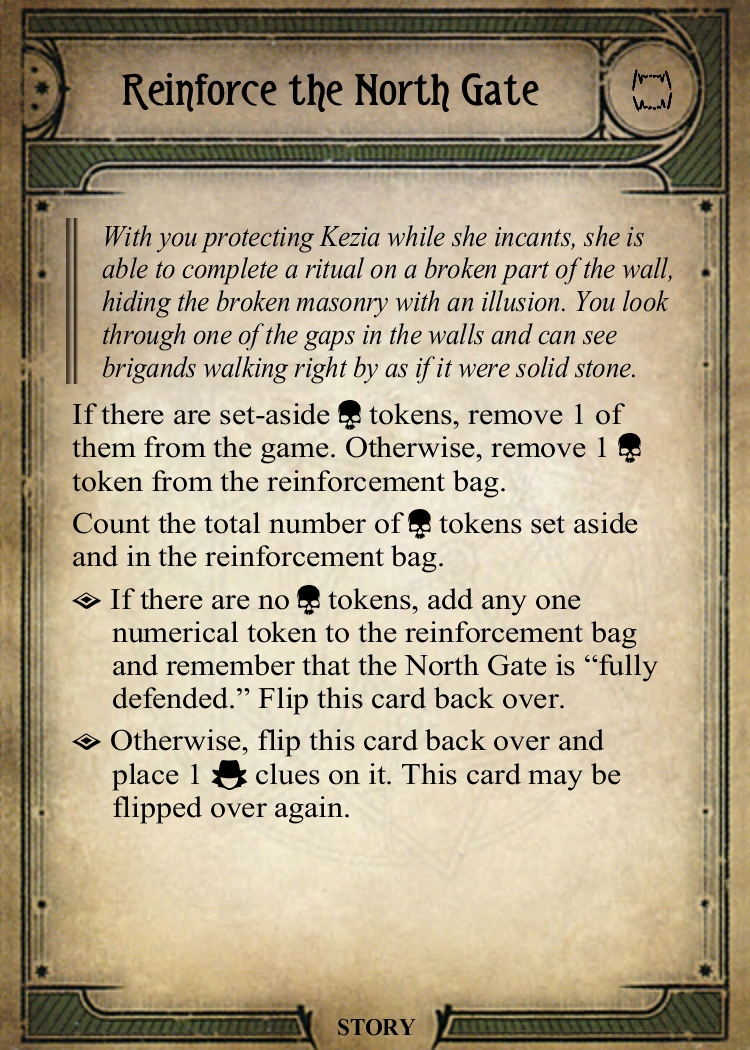 Reinforce the North Gate
With you protecting Kezia while she incants, she is
able to complete a ritual on a broken part of the wall,
hiding the broken masonry with an illusion. You look
through one of the gaps in the walls and can see
brigands walking right by as if it were solid stone.
If there are set-aside tokens, remove 1 of
them from the game. Otherwise, remove 1
token from the reinforcement bag.
Count the total number of tokens set aside
and in the reinforcement bag.
If there are no tokens, add any one
numerical token to the reinforcement bag
and remember that the North Gate is “fully
defended.” Flip this card back over.
Otherwise, flip this card back over and
place 1 clues on it. This card may be
flipped over again.
STORY